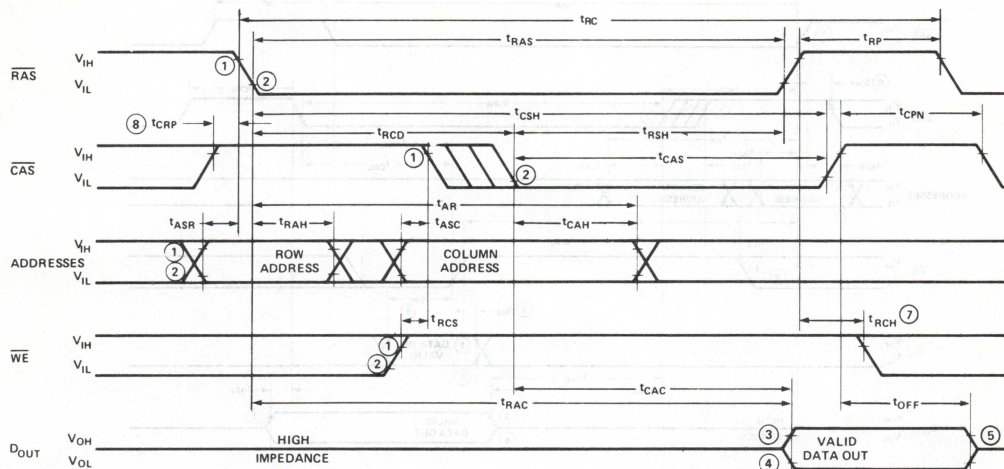 tRC
tRAS
tRP
RAS
VIH
VIL
1
2
tCSH
tCPN
8 tCRP
tRCD
tRSH
CAS
VIH
VIL
1
2
tCAS
tAR
tASR
tRAH
tASC
tCAH
ADDRESSES
VIH
VIL
1
2
ROW
ADDRESS
COLUMN
ADDRESS
tRCS
tRCH 7
WE
VIH
VIL
1
2
tCAC
tRAC
tOFF
DOUT
VOH
VOL
HIGH
IMPEDANCE
3
4
VALID
DATA OUT
5